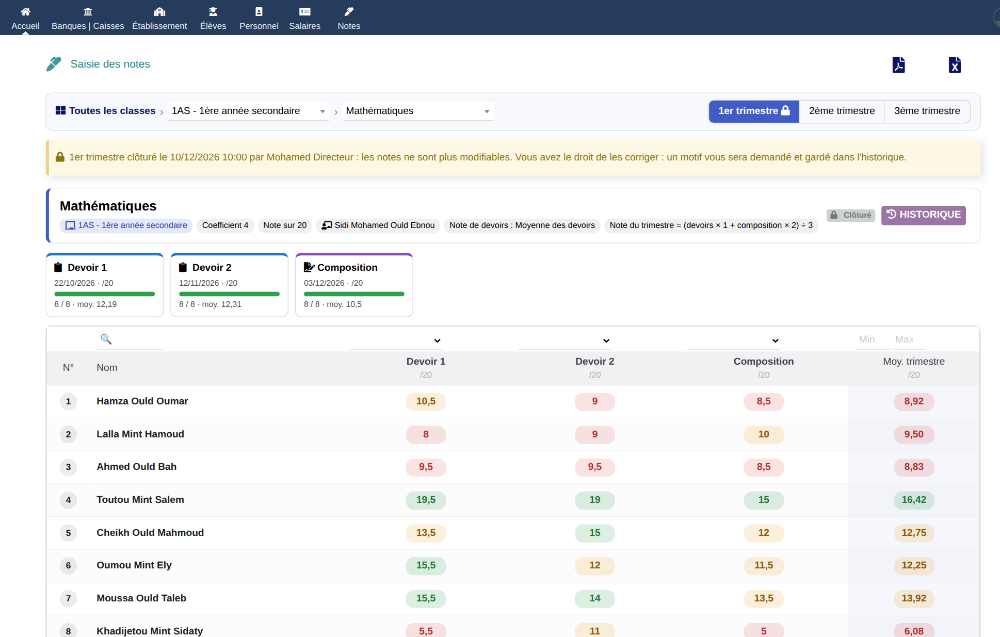 Accueil Banques | Caisses Établissement Élèves Personnel Salaires Notes
Saisie des notes
Toutes les classes › 1AS - 1ère année secondaire › Mathématiques 1er trimestre 2ème trimestre 3ème trimestre
1er trimestre clôturé le 10/12/2026 10:00 par Mohamed Directeur : les notes ne sont plus modifiables. Vous avez le droit de les corriger : un motif vous sera demandé et gardé dans l'historique.
Mathématiques
1AS - 1ère année secondaire Coefficient 4 Note sur 20 Sidi Mohamed Ould Ebnou Note de devoirs : Moyenne des devoirs Note du trimestre = (devoirs × 1 + composition × 2) ÷ 3 Clôturé HISTORIQUE
Devoir 1 Devoir 2 Composition
22/10/2026 · /20 12/11/2026 · /20 03/12/2026 · /20
8 / 8 · moy. 12,19 8 / 8 · moy. 12,31 8 / 8 · moy. 10,5
Min Max
N° Nom Devoir 1 Devoir 2 Composition Moy. trimestre
/20 /20 /20 /20
1 Hamza Ould Oumar 10,5 9 8,5 8,92
2 Lalla Mint Hamoud 8 9 10 9,50
3 Ahmed Ould Bah 9,5 9,5 8,5 8,83
4 Toutou Mint Salem 19,5 19 15 16,42
5 Cheikh Ould Mahmoud 13,5 15 12 12,75
6 Oumou Mint Ely 15,5 12 11,5 12,25
7 Moussa Ould Taleb 15,5 14 13,5 13,92
8 Khadijetou Mint Sidaty 5,5 11 5 6,08